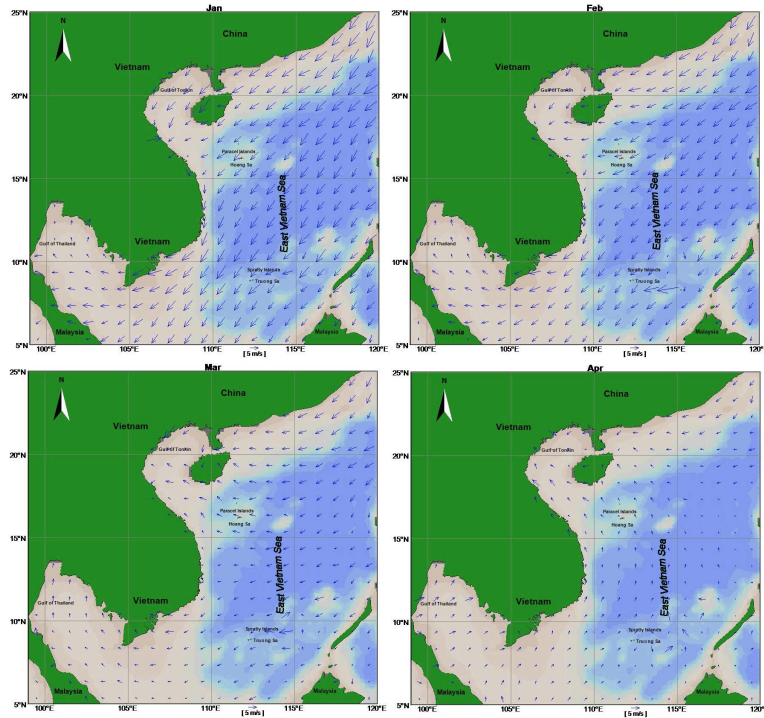 Jan
25°N
N
China
Vietnam
Gulf of Tonkin
20°N
Paracel Islands
Hoang Sa
15°N
East Vietnam Sea
Gulf of Thailand
Vietnam
10°N
Spratly Islands
Truong Sa
Malaysia
Malaysia
5°N
100°E
105°E
110°E
[ 5 m/s ]
115°E
120°E
Feb
25°N
N
China
Vietnam
Gulf of Tonkin
20°N
Paracel Islands
Hoang Sa
15°N
East Vietnam Sea
Gulf of Thailand
Vietnam
10°N
Spratly Islands
Truong Sa
Malaysia
Malaysia
5°N
100°E
105°E
110°E
[ 5 m/s ]
115°E
120°E
Mar
25°N
N
China
Vietnam
Gulf of Tonkin
20°N
Paracel Islands
Hoang Sa
15°N
East Vietnam Sea
Gulf of Thailand
Vietnam
10°N
Spratly Islands
Truong Sa
Malaysia
Malaysia
5°N
100°E
105°E
110°E
[ 5 m/s ]
115°E
120°E
Apr
25°N
N
China
Vietnam
Gulf of Tonkin
20°N
Paracel Islands
Hoang Sa
15°N
East Vietnam Sea
Gulf of Thailand
Vietnam
10°N
Spratly Islands
Truong Sa
Malaysia
Malaysia
5°N
100°E
105°E
110°E
[ 5 m/s ]
115°E
120°E